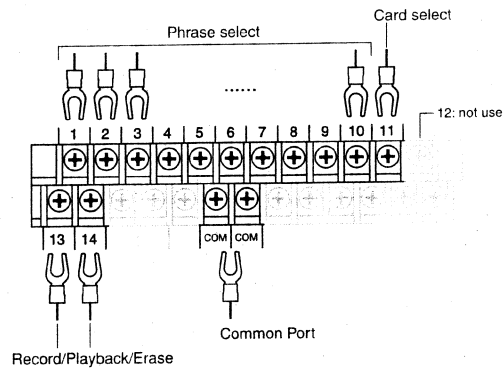 Card select
Phrase select
......
12: not use
1 2 3 4 5 6 7 8 9 10 11
13 14 COM COM
Common Port
Record/Playback/Erase